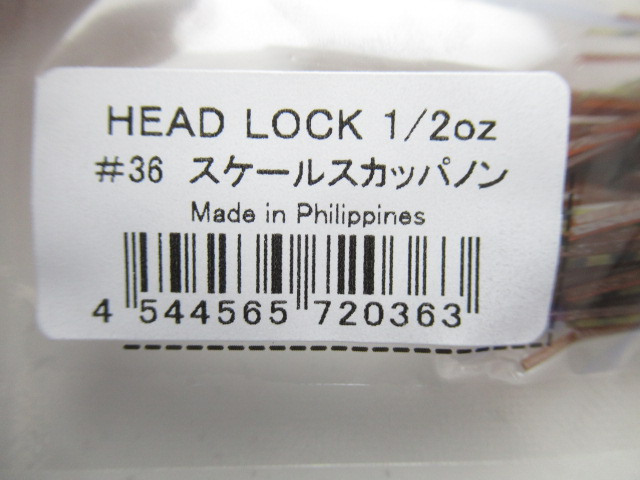 HEAD LOCK 1/2oz
#36 スケールスカッパノン
Made in Philippines
4 544565 720363